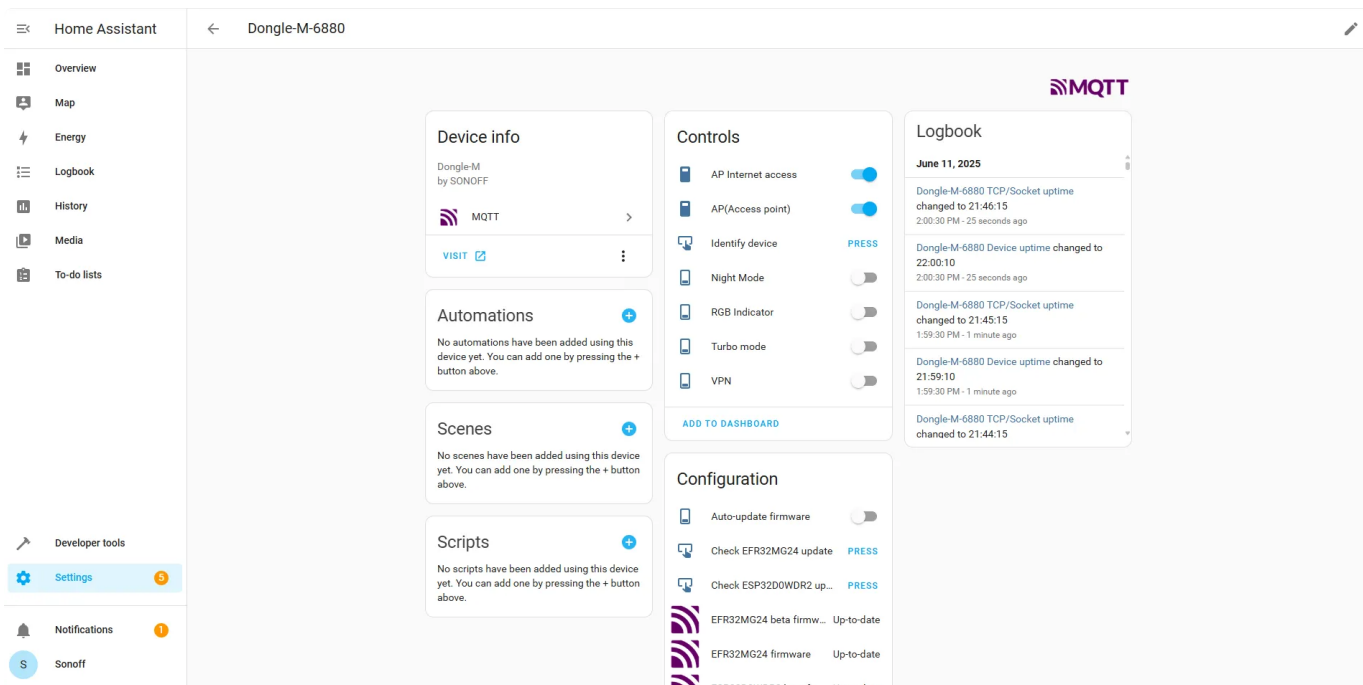 Home Assistant
Dongle-M-6880
Overview
Map
Energy
Logbook
History
Media
To-do lists
Developer tools
Settings
5
Notifications
1
S
Sonoff
MQTT
Device info
Dongle-M
by SONOFF
MQTT
VISIT
Automations
No automations have been added using this
device yet. You can add one by pressing the +
button above.
Scenes
No scenes have been added using this device
yet. You can add one by pressing the + button
above.
Scripts
No scripts have been added using this device
yet. You can add one by pressing the + button
above.
Controls
AP Internet access
AP(Access point)
Identify device PRESS
Night Mode
RGB Indicator
Turbo mode
VPN
ADD TO DASHBOARD
Configuration
Auto-update firmware
Check EFR32MG24 update PRESS
Check ESP32D0WDR2 up... PRESS
EFR32MG24 beta firmw... Up-to-date
EFR32MG24 firmware Up-to-date
Logbook
June 11, 2025
Dongle-M-6880 TCP/Socket uptime
changed to 21:46:15
2:00:30 PM - 25 seconds ago
Dongle-M-6880 Device uptime changed to
22:00:10
2:00:30 PM - 25 seconds ago
Dongle-M-6880 TCP/Socket uptime
changed to 21:45:15
1:59:30 PM - 1 minute ago
Dongle-M-6880 Device uptime changed to
21:59:10
1:59:30 PM - 1 minute ago
Dongle-M-6880 TCP/Socket uptime
changed to 21:44:15